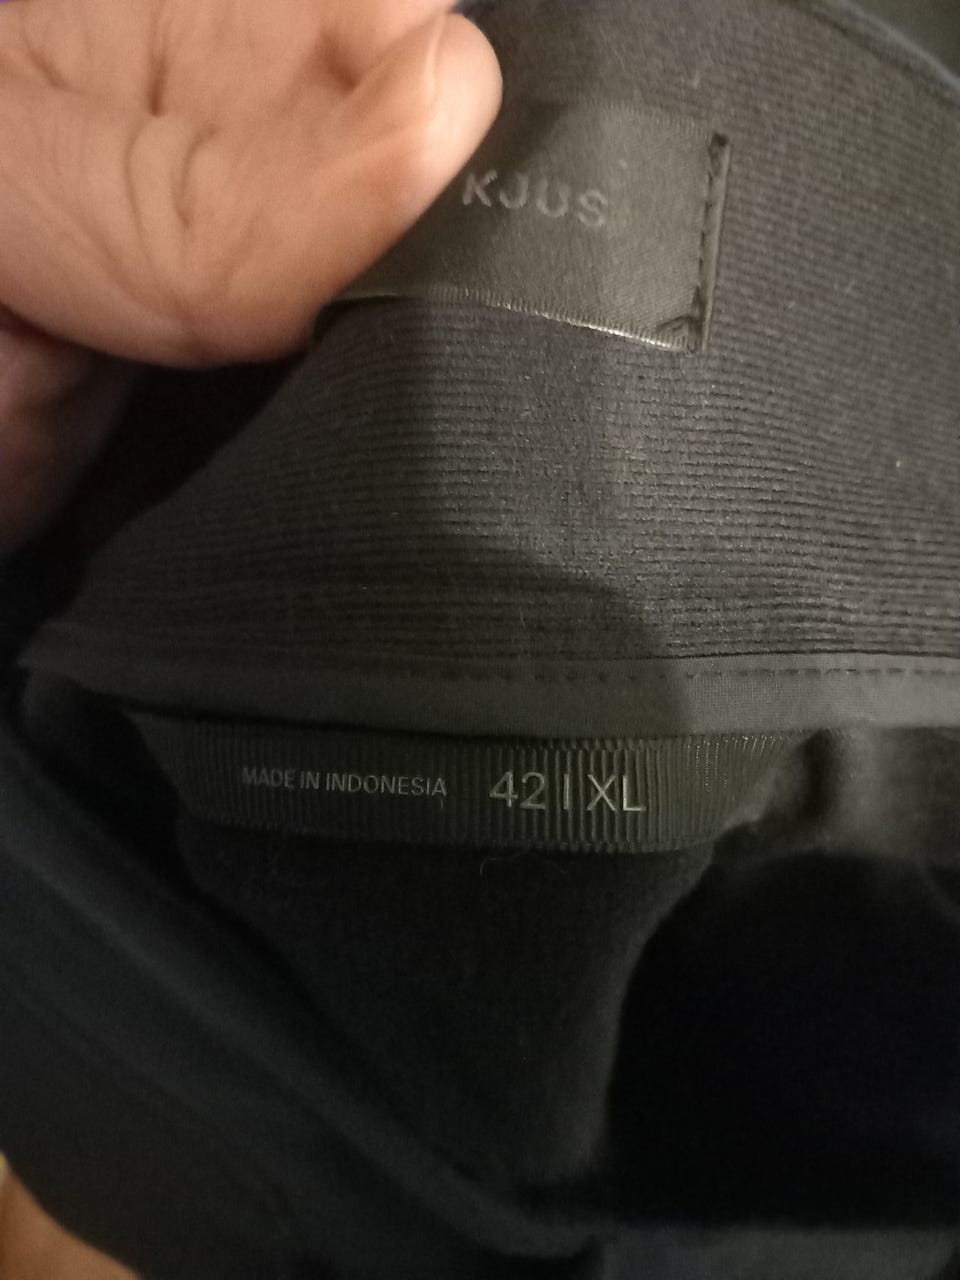 KJUS
MADE IN INDONESIA 42 | XL